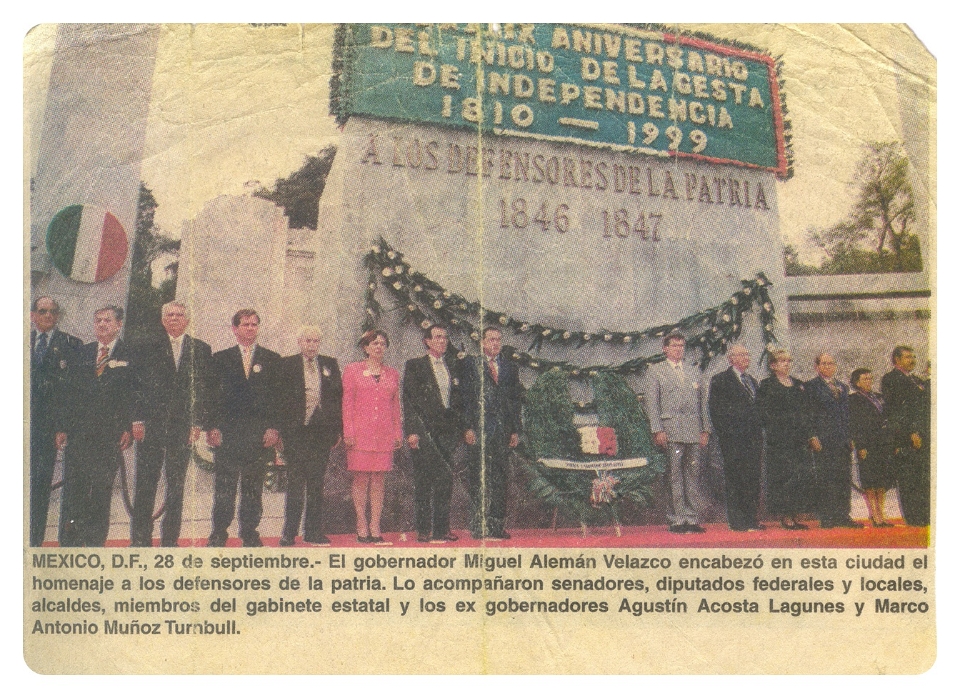 ANIVERSARIO
DEL INICIO DE LA GESTA
DE INDEPENDENCIA
1810 — 1999
A LOS DEFENSORES DE LA PATRIA
1846 1847
MEXICO, D.F., 28 de septiembre.- El gobernador Miguel Alemán Velazco encabezó en esta ciudad el
homenaje a los defensores de la patria. Lo acompañaron senadores, diputados federales y locales,
alcaldes, miembros del gabinete estatal y los ex gobernadores Agustín Acosta Lagunes y Marco
Antonio Muñoz Turnbull.